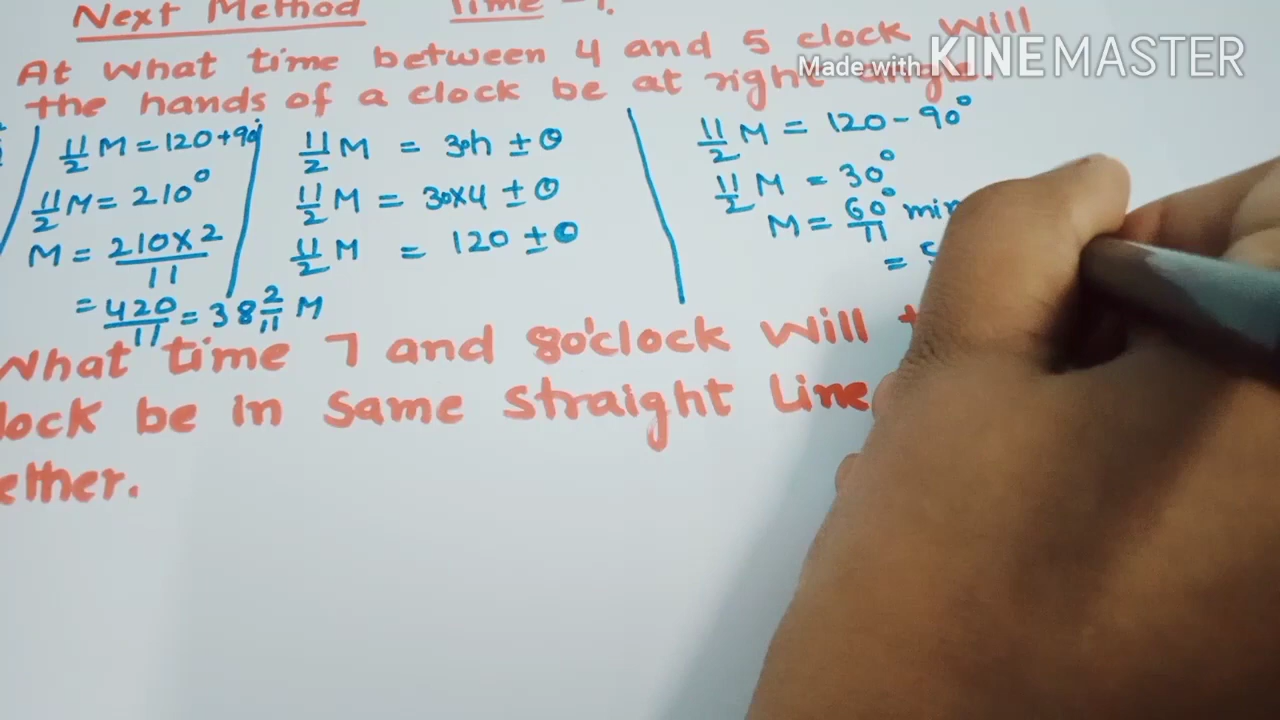 Next Method Time -1.
At what time between 4 and 5 clock will
the hands of a clock be at right angle.
Made with KINEMASTER
11/2 M = 120+90°
11/2 M = 210°
M = 210×2/11
= 420/11 = 38 2/11 M
11/2 M = 30h ± θ
11/2 M = 30×4 ± θ
11/2 M = 120 ± θ
11/2 M = 120 - 90°
11/2 M = 30°
M = 60°/11 min
= 5
What time 7 and 8o'clock will
lock be in same straight Line
ether.